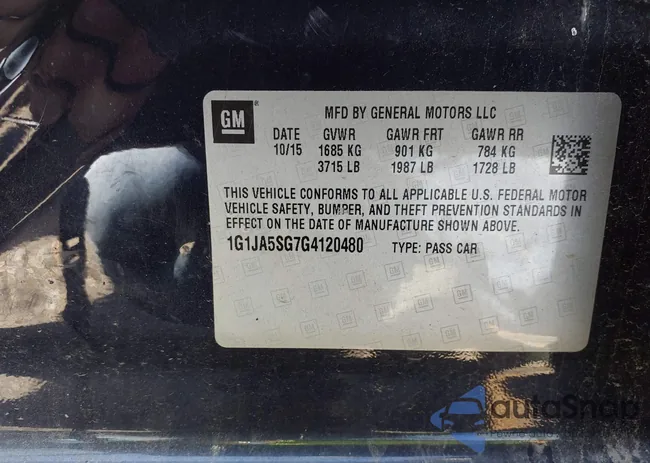 GM
MFD BY GENERAL MOTORS LLC
DATE GVWR GAWR FRT GAWR RR
10/15 1685 KG 901 KG 784 KG
3715 LB 1987 LB 1728 LB
THIS VEHICLE CONFORMS TO ALL APPLICABLE U.S. FEDERAL MOTOR
VEHICLE SAFETY, BUMPER, AND THEFT PREVENTION STANDARDS IN
EFFECT ON THE DATE OF MANUFACTURE SHOWN ABOVE.
1G1JA5SG7G4120480 TYPE: PASS CAR
autoSnap